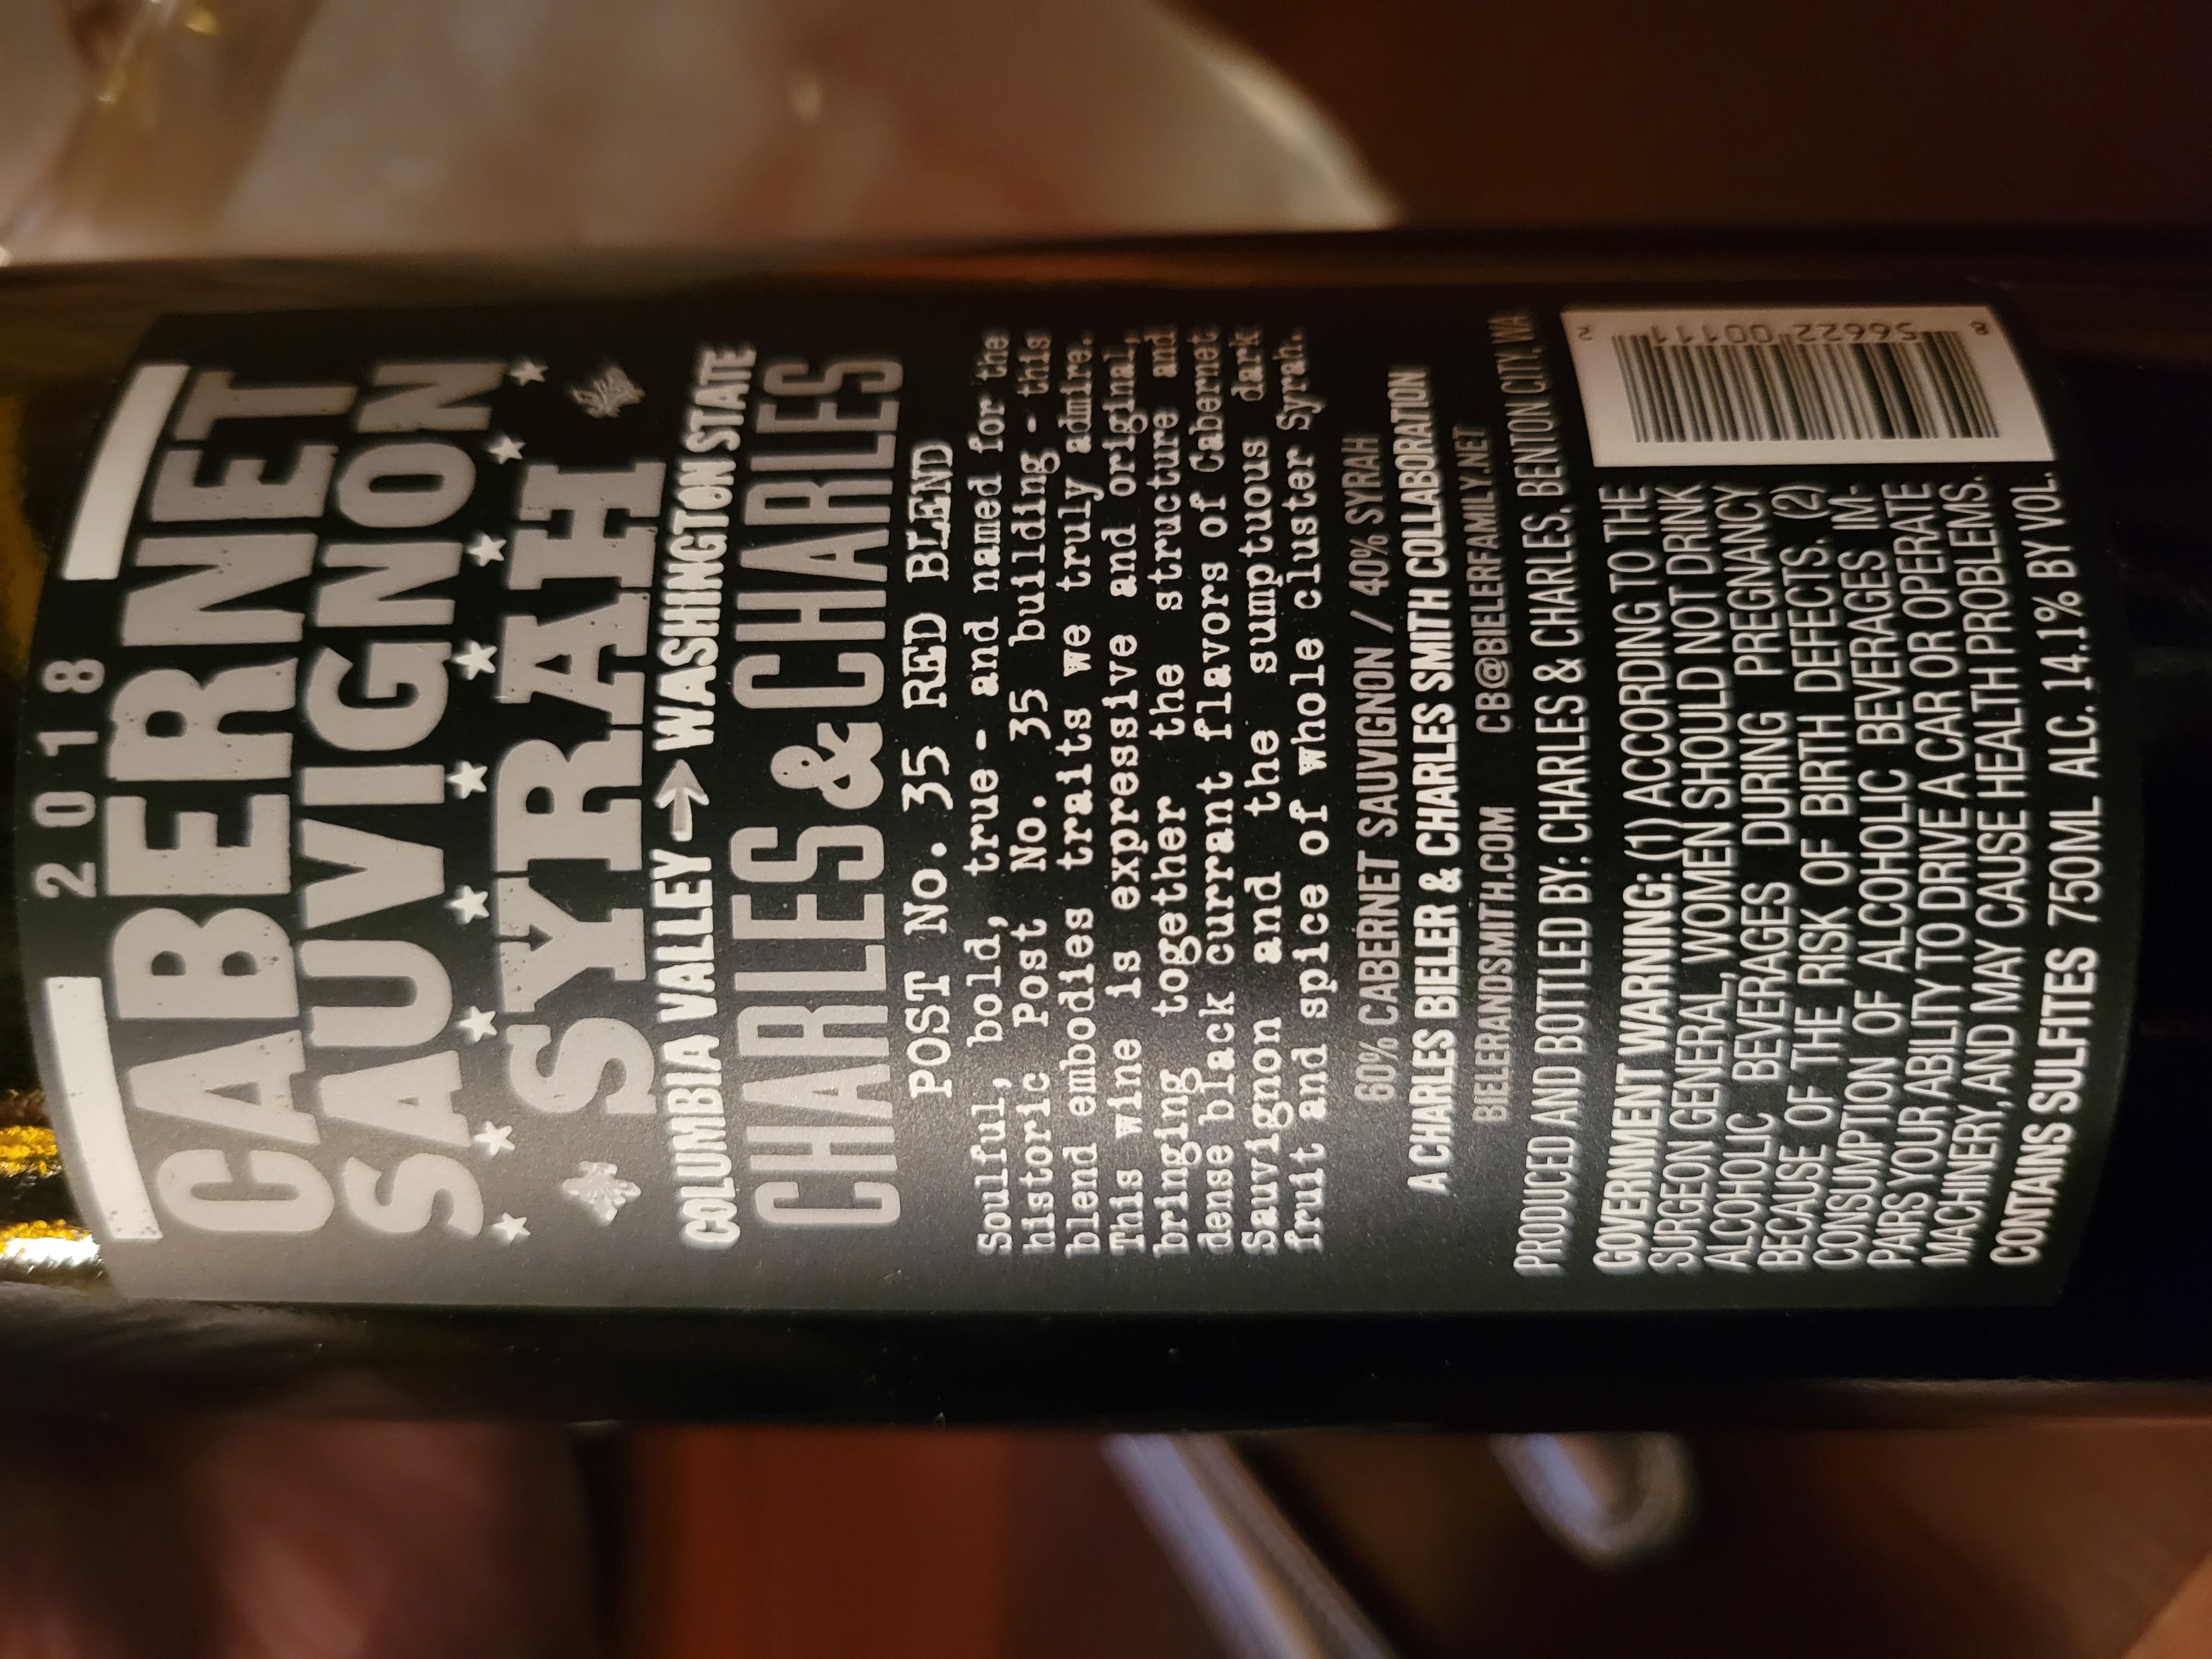 2018
CABERNET
SAUVIGNON
SYRAH
COLUMBIA VALLEY → WASHINGTON STATE
CHARLES & CHARLES
POST No. 35 RED BLEND
Soulful, bold, true - and named for the
historic Post No. 35 building - this
blend embodies traits we truly admire.
This wine is expressive and original,
bringing together the structure and
dense black currant flavors of Cabernet
Sauvignon and the sumptuous dark
fruit and spice of whole cluster Syrah.
60% CABERNET SAUVIGNON / 40% SYRAH
A CHARLES BIELER & CHARLES SMITH COLLABORATION
BIELERANDSMITH.COM CB@BIELERFAMILY.NET
PRODUCED AND BOTTLED BY: CHARLES & CHARLES, BENTON CITY, WA
GOVERNMENT WARNING: (1) ACCORDING TO THE
SURGEON GENERAL, WOMEN SHOULD NOT DRINK
ALCOHOLIC BEVERAGES DURING PREGNANCY
BECAUSE OF THE RISK OF BIRTH DEFECTS. (2)
CONSUMPTION OF ALCOHOLIC BEVERAGES IM-
PAIRS YOUR ABILITY TO DRIVE A CAR OR OPERATE
MACHINERY, AND MAY CAUSE HEALTH PROBLEMS.
CONTAINS SULFITES 750ML ALC. 14.1% BY VOL.
8 56622 00111 2